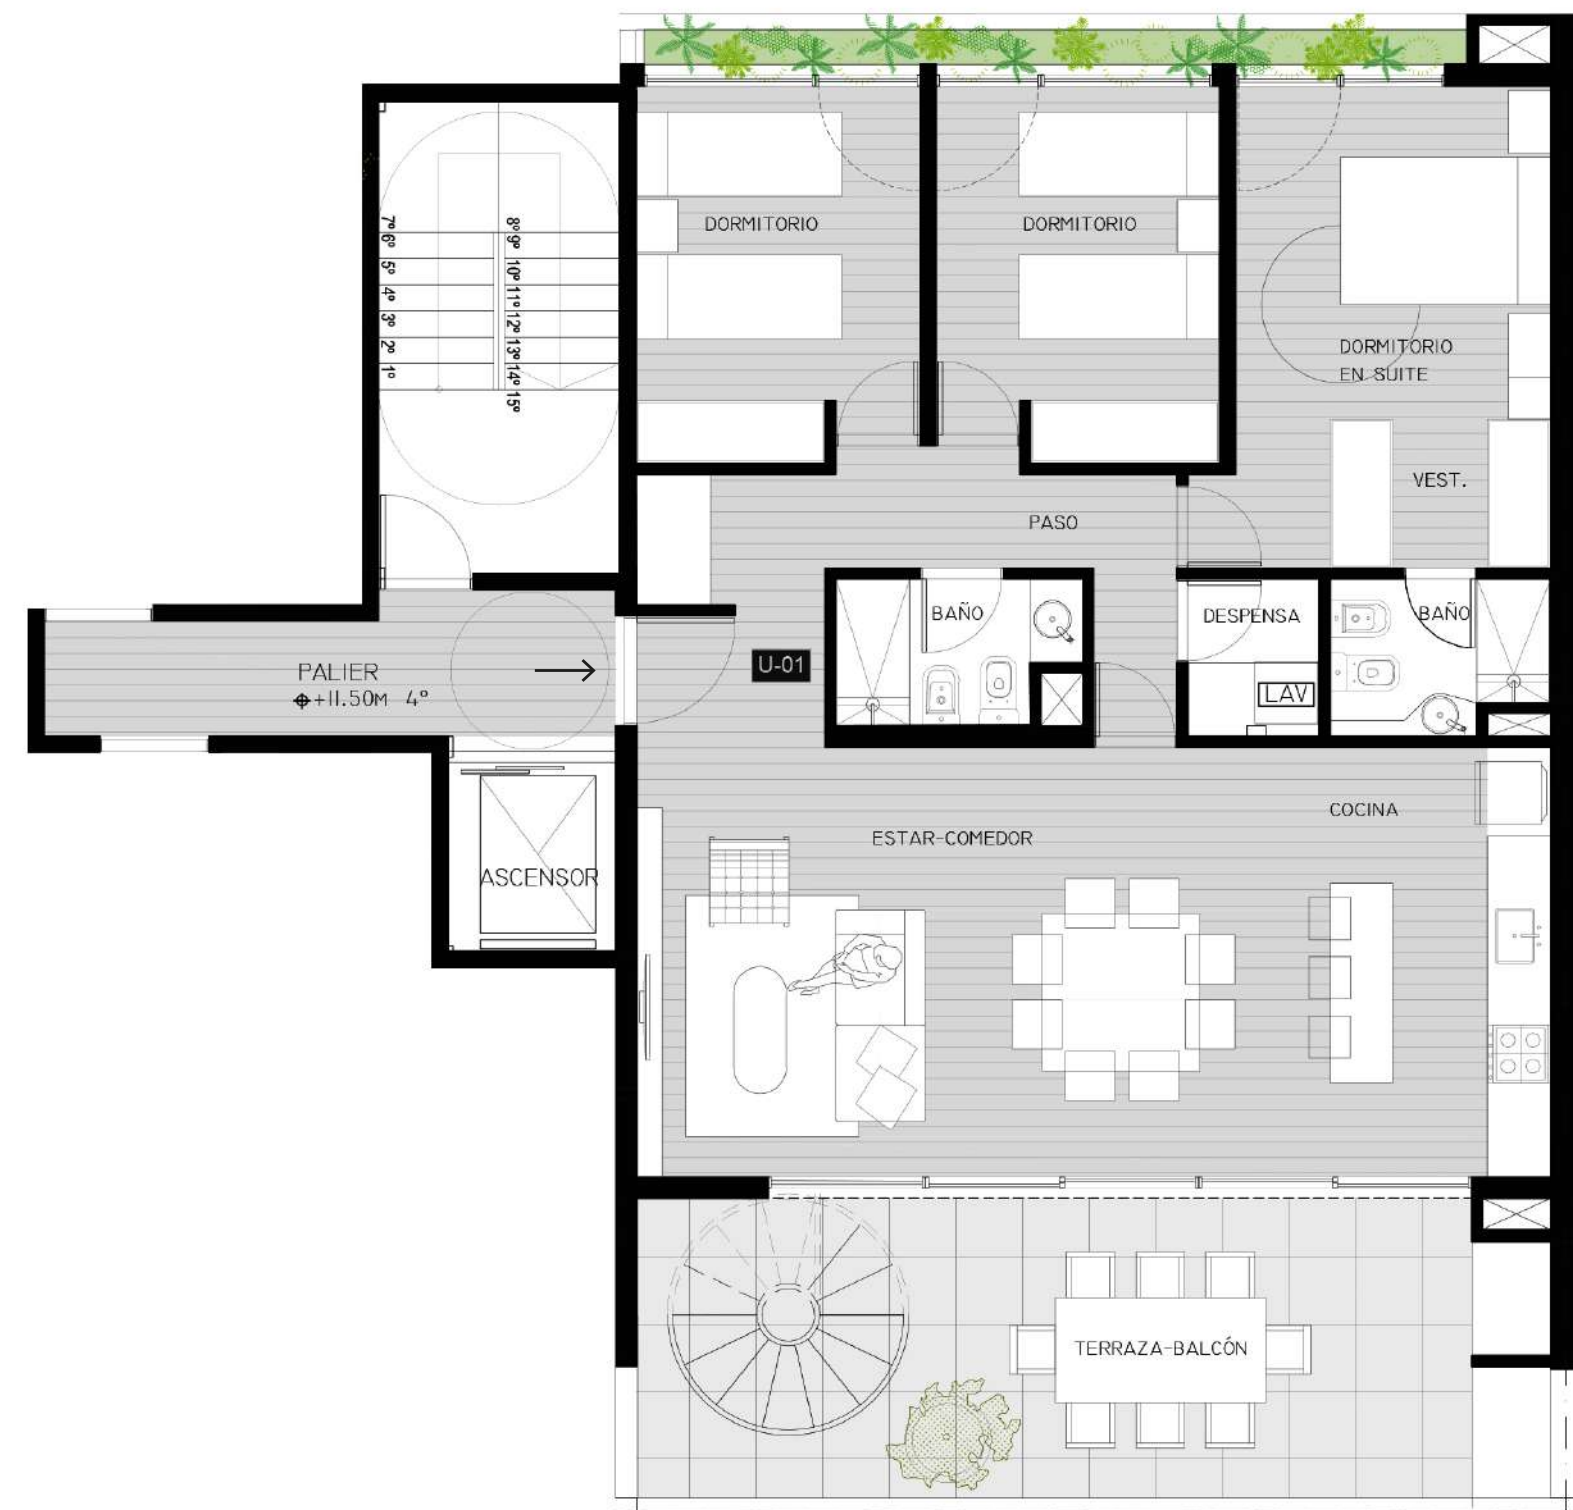 DORMITORIO
DORMITORIO
7º
6º
5º
4º
3º
2º
1º
8º
9º
10º
11º
12º
13º
14º
15º
DORMITORIO
EN SUITE
VEST.
PASO
BAÑO
DESPENSA
BAÑO
PALIER
+11.50M 4°
U-01
LAV
COCINA
ESTAR-COMEDOR
ASCENSOR
TERRAZA-BALCÓN